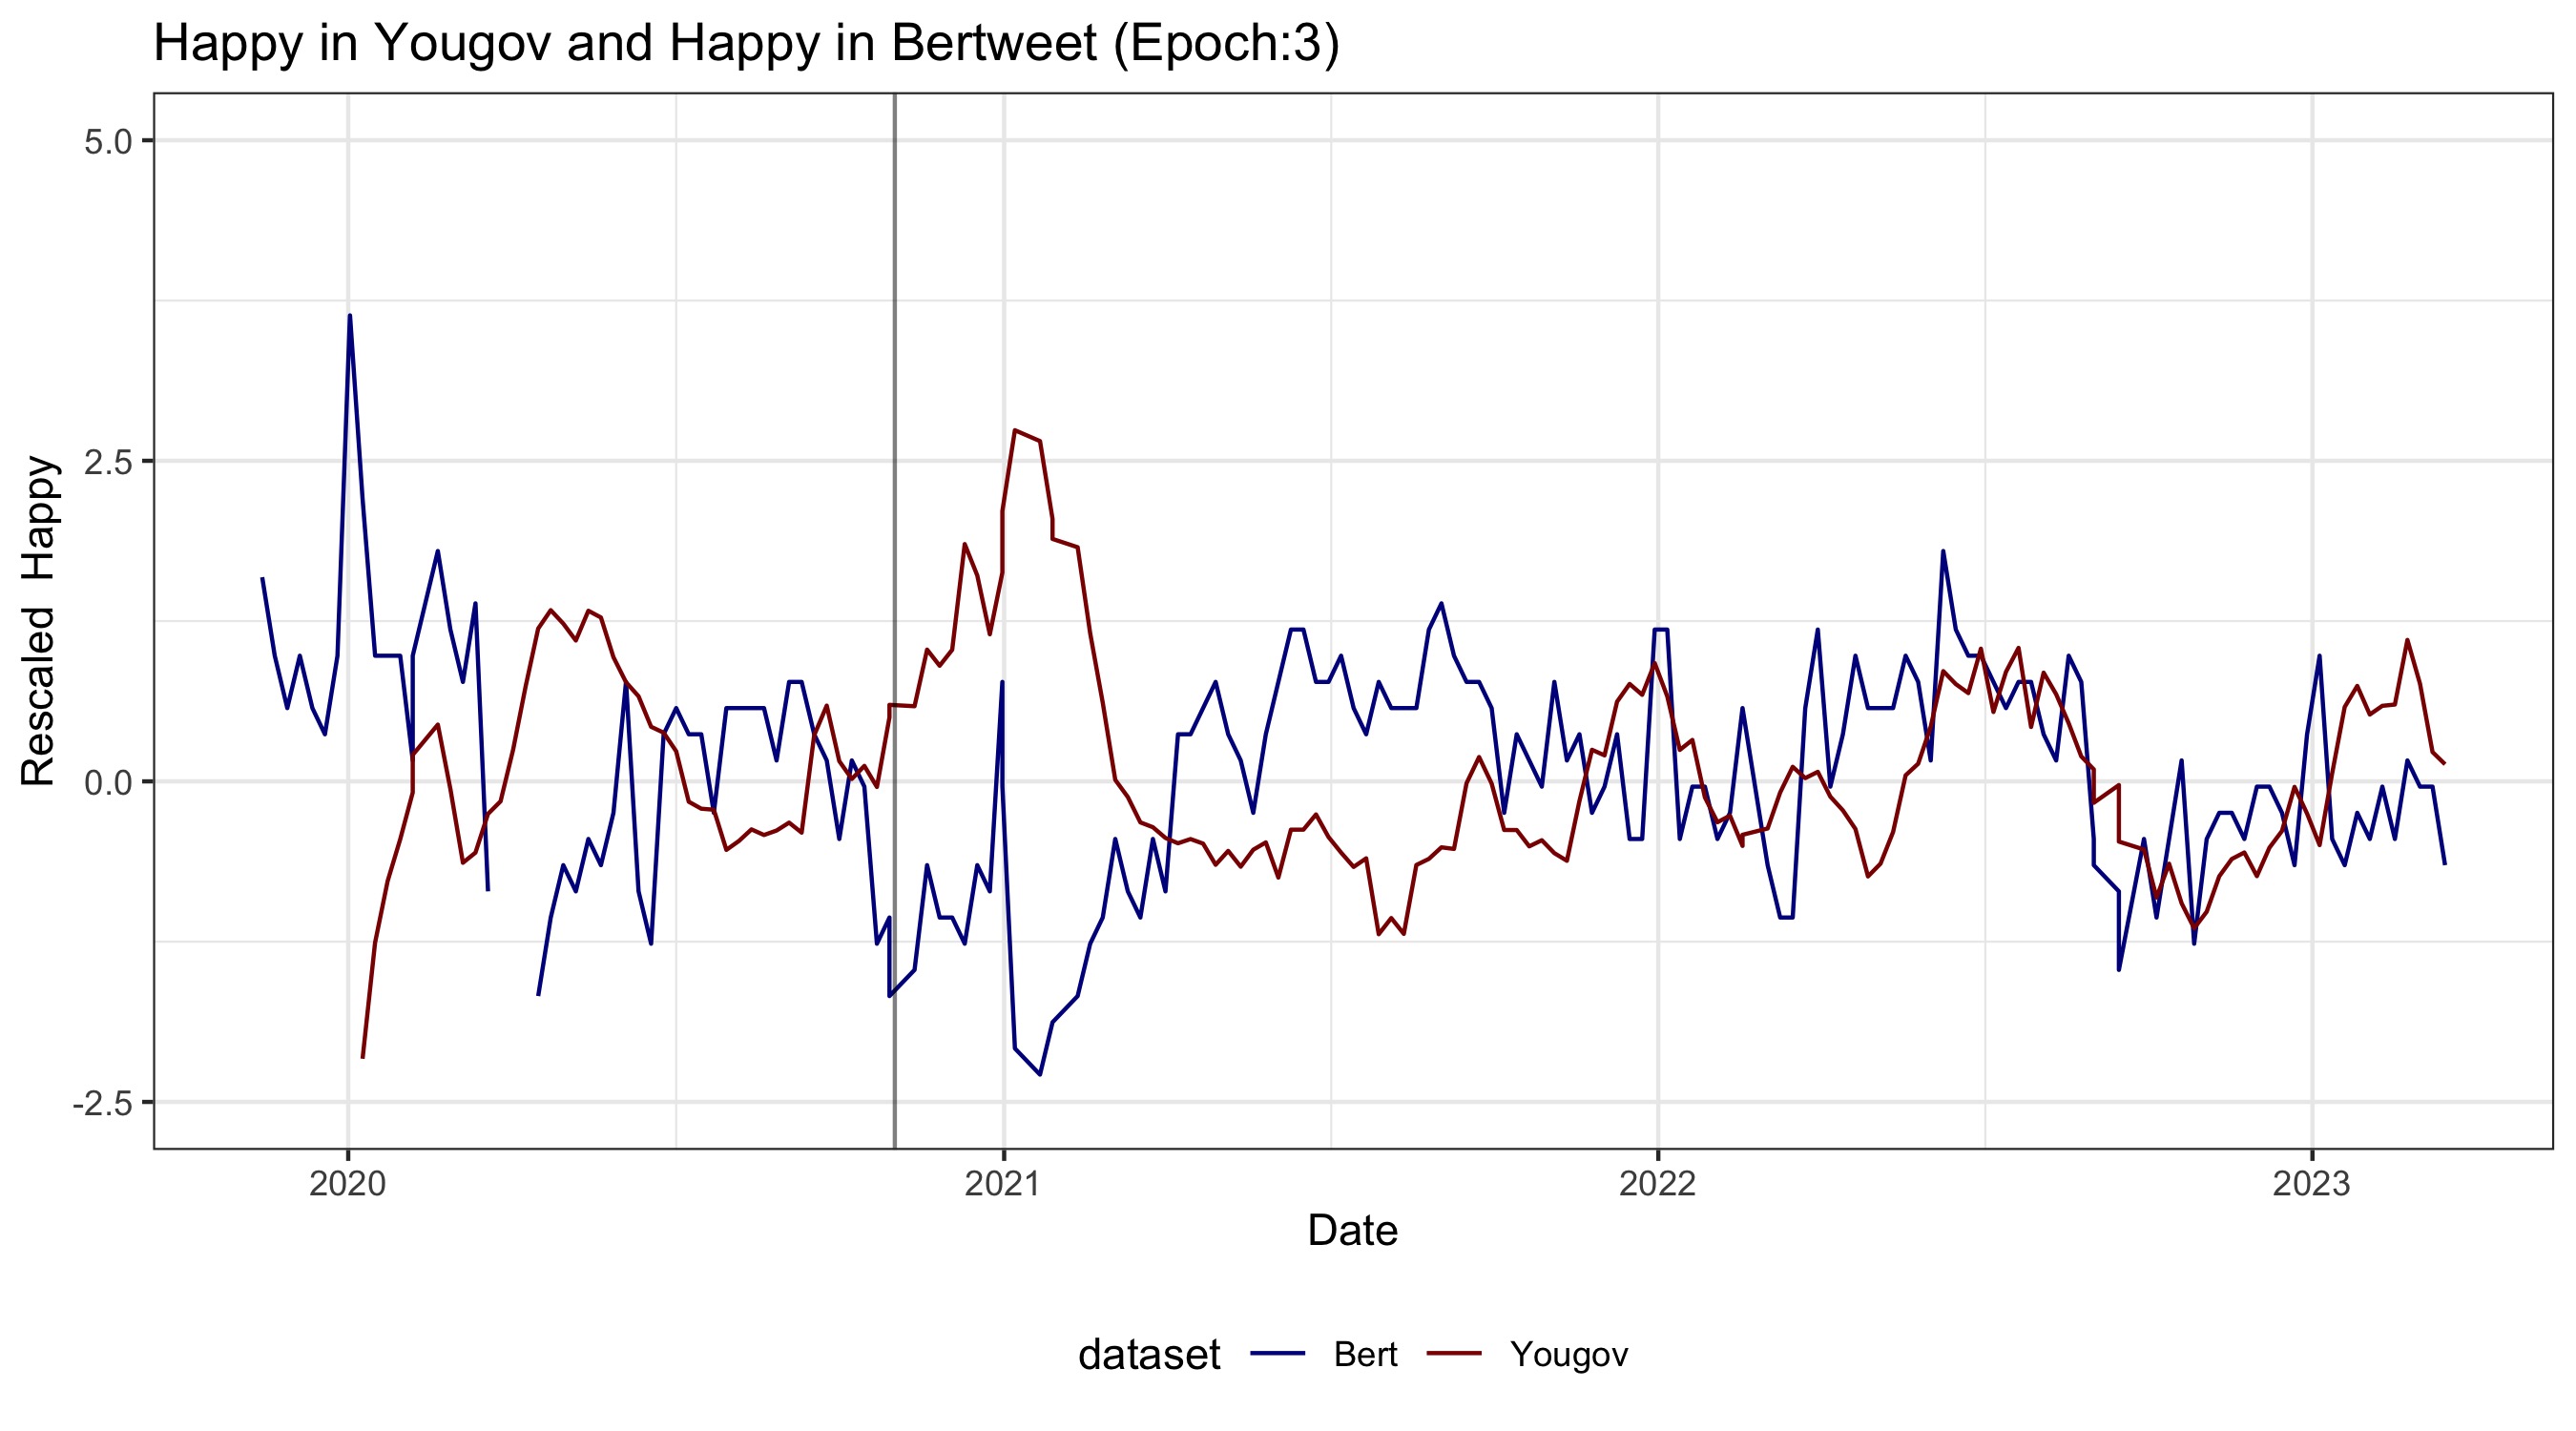 Happy in Yougov and Happy in Bertweet (Epoch:3)
5.0
2.5
0.0
-2.5
Rescaled Happy
2020
2021
2022
2023
Date
dataset Bert Yougov